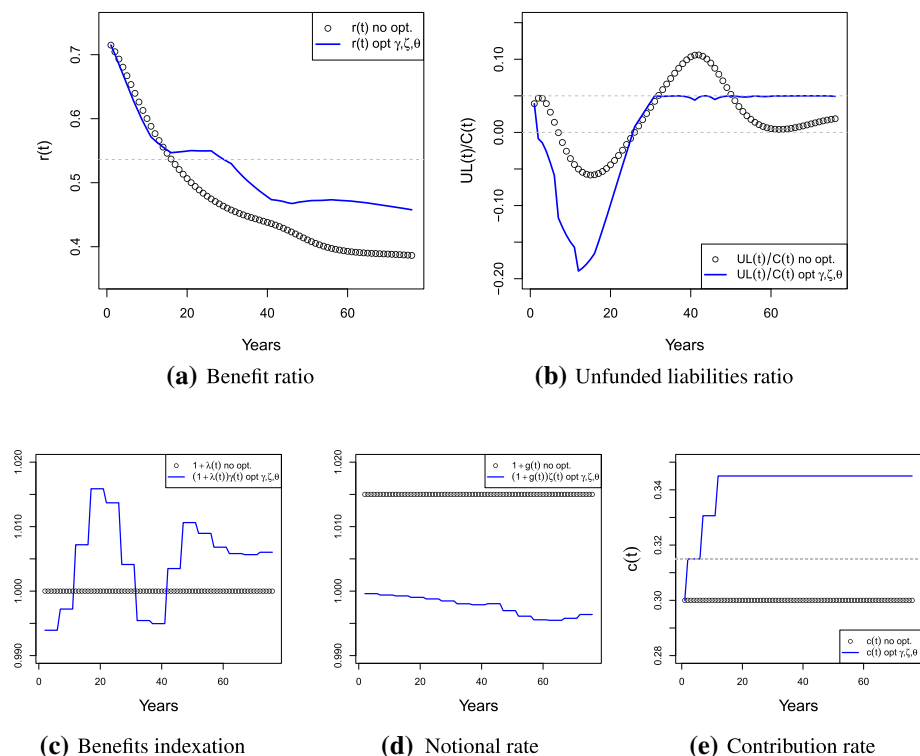 r(t) no opt.
r(t) opt γ,ζ,θ
r(t)
0.7
0.6
0.5
0.4
0 20 40 60
Years
(a) Benefit ratio
UL(t)/C(t)
0.10
0.00
−0.10
−0.20
UL(t)/C(t) no opt.
UL(t)/C(t) opt γ,ζ,θ
0 20 40 60
Years
(b) Unfunded liabilities ratio
1+λ(t) no opt.
(1+λ(t))γ(t) opt γ,ζ,θ
1.020
1.010
1.000
0.990
0 20 40 60
Years
(c) Benefits indexation
1+g(t) no opt.
(1+g(t))ζ(t) opt γ,ζ,θ
1.020
1.010
1.000
0.990
0 20 40 60
Years
(d) Notional rate
c(t)
0.34
0.32
0.30
0.28
c(t) no opt.
c(t) opt γ,ζ,θ
0 20 40 60
Years
(e) Contribution rate